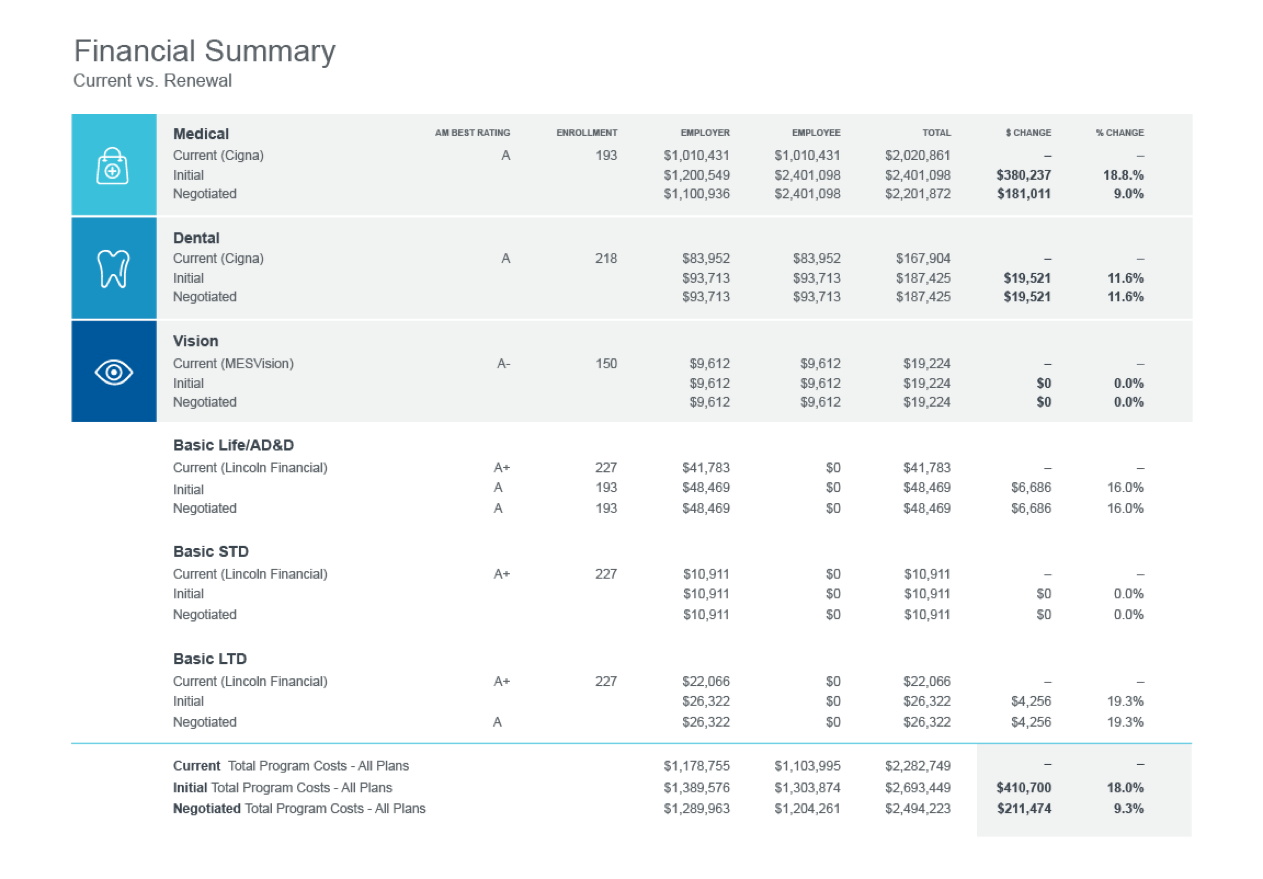 Financial Summary
Current vs. Renewal
Medical AM BEST RATING ENROLLMENT EMPLOYER EMPLOYEE TOTAL $ CHANGE % CHANGE
Current (Cigna) A 193 $1,010,431 $1,010,431 $2,020,861 – –
Initial $1,200,549 $2,401,098 $2,401,098 $380,237 18.8.%
Negotiated $1,100,936 $2,401,098 $2,201,872 $181,011 9.0%
Dental
Current (Cigna) A 218 $83,952 $83,952 $167,904 – –
Initial $93,713 $93,713 $187,425 $19,521 11.6%
Negotiated $93,713 $93,713 $187,425 $19,521 11.6%
Vision
Current (MESVision) A- 150 $9,612 $9,612 $19,224 – –
Initial $9,612 $9,612 $19,224 $0 0.0%
Negotiated $9,612 $9,612 $19,224 $0 0.0%
Basic Life/AD&D
Current (Lincoln Financial) A+ 227 $41,783 $0 $41,783 – –
Initial A 193 $48,469 $0 $48,469 $6,686 16.0%
Negotiated A 193 $48,469 $0 $48,469 $6,686 16.0%
Basic STD
Current (Lincoln Financial) A+ 227 $10,911 $0 $10,911 – –
Initial $10,911 $0 $10,911 $0 0.0%
Negotiated $10,911 $0 $10,911 $0 0.0%
Basic LTD
Current (Lincoln Financial) A+ 227 $22,066 $0 $22,066 – –
Initial $26,322 $0 $26,322 $4,256 19.3%
Negotiated A $26,322 $0 $26,322 $4,256 19.3%
Current Total Program Costs - All Plans $1,178,755 $1,103,995 $2,282,749 – –
Initial Total Program Costs - All Plans $1,389,576 $1,303,874 $2,693,449 $410,700 18.0%
Negotiated Total Program Costs - All Plans $1,289,963 $1,204,261 $2,494,223 $211,474 9.3%